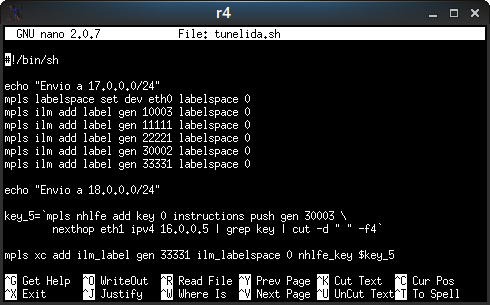 r4
GNU nano 2.0.7 File: tunelida.sh
#!/bin/sh
echo "Envio a 17.0.0.0/24"
mpls labelspace set dev eth0 labelspace 0
mpls ilm add label gen 10003 labelspace 0
mpls ilm add label gen 11111 labelspace 0
mpls ilm add label gen 22221 labelspace 0
mpls ilm add label gen 30002 labelspace 0
mpls ilm add label gen 33331 labelspace 0
echo "Envio a 18.0.0.0/24"
key_5=`mpls nhlfe add key 0 instructions push gen 30003 \
nexthop eth1 ipv4 16.0.0.5 | grep key | cut -d " " -f4`
mpls xc add ilm_label gen 33331 ilm_labelspace 0 nhlfe_key $key_5
^G Get Help ^O WriteOut ^R Read File ^Y Prev Page ^K Cut Text ^C Cur Pos
^X Exit ^J Justify ^W Where Is ^V Next Page ^U UnCut Text ^T To Spell